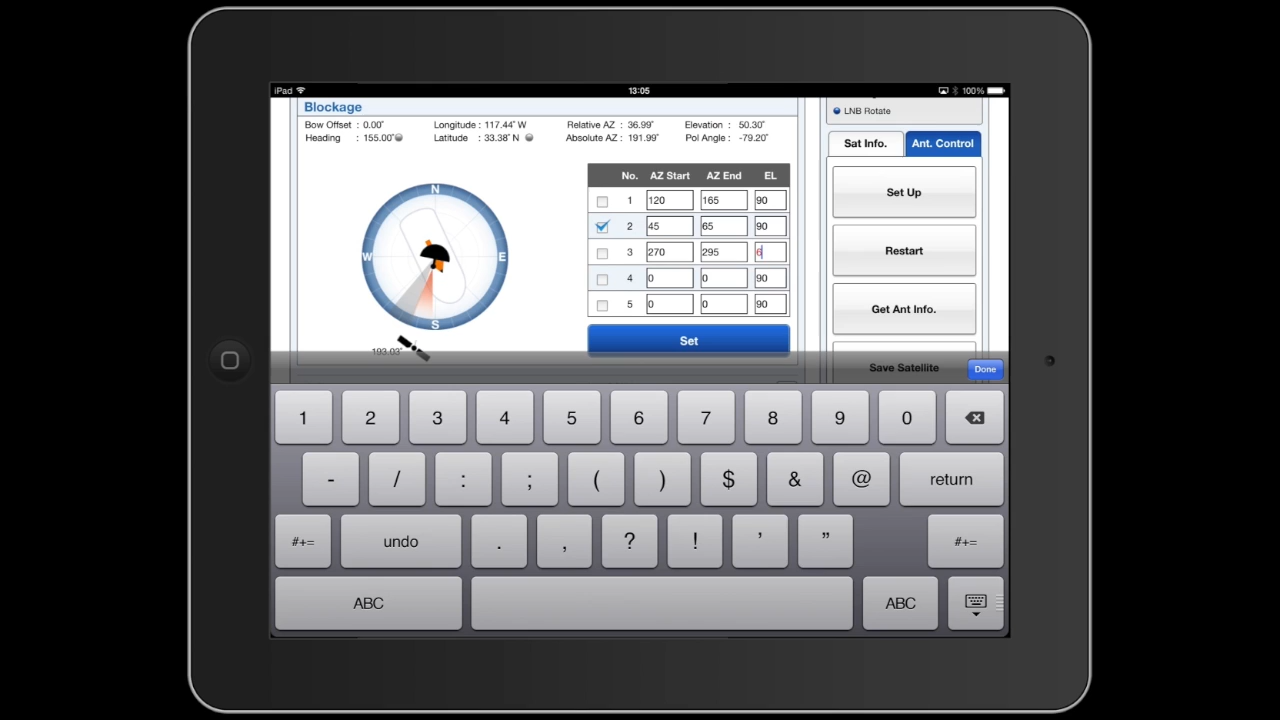 iPad 13:05 100%
Blockage
LNB Rotate
Bow Offset : 0.00° Longitude : 117.44° W Relative AZ : 36.99° Elevation : 50.30°
Heading : 155.00° Latitude : 33.38° N Absolute AZ : 191.99° Pol Angle : -79.20°
Sat Info. Ant. Control
No. AZ Start AZ End EL
1 120 165 90
2 45 65 90
3 270 295 6
4 0 0 90
5 0 0 90
N
W E
S
193.03°
Set
Set Up
Restart
Get Ant Info.
Save Satellite
Done
1 2 3 4 5 6 7 8 9 0
- / : ; ( ) $ & @ return
#+= undo . , ? ! ' " #+=
ABC ABC